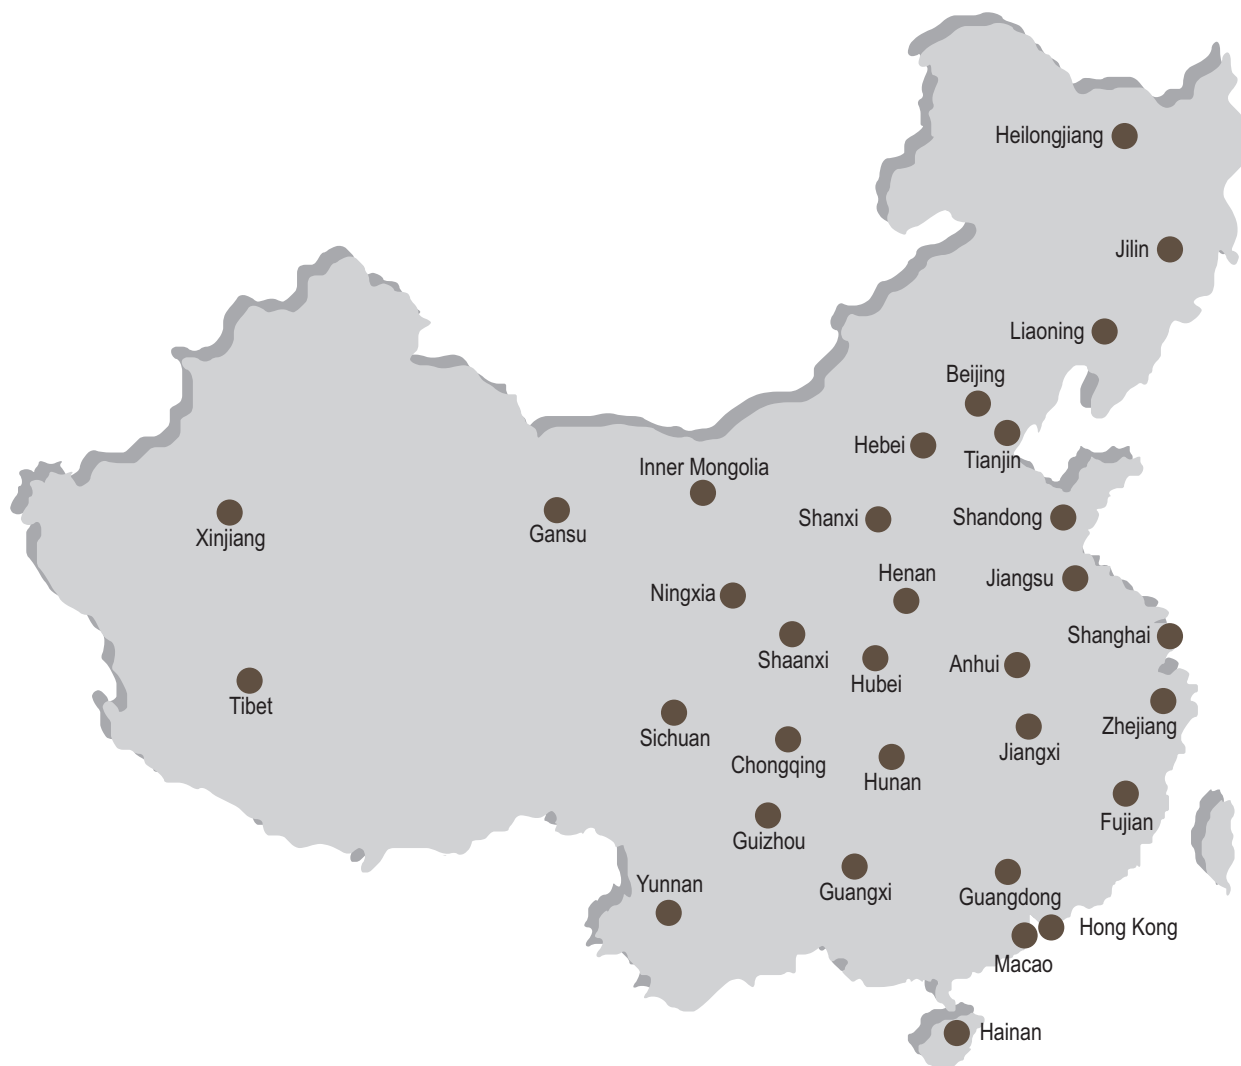 Heilongjiang
Jilin
Liaoning
Beijing
Hebei
Tianjin
Inner Mongolia
Xinjiang
Gansu
Shanxi
Shandong
Henan
Jiangsu
Ningxia
Shanghai
Shaanxi
Hubei
Anhui
Tibet
Sichuan
Zhejiang
Chongqing
Jiangxi
Hunan
Fujian
Guizhou
Yunnan
Guangxi
Guangdong
Hong Kong
Macao
Hainan